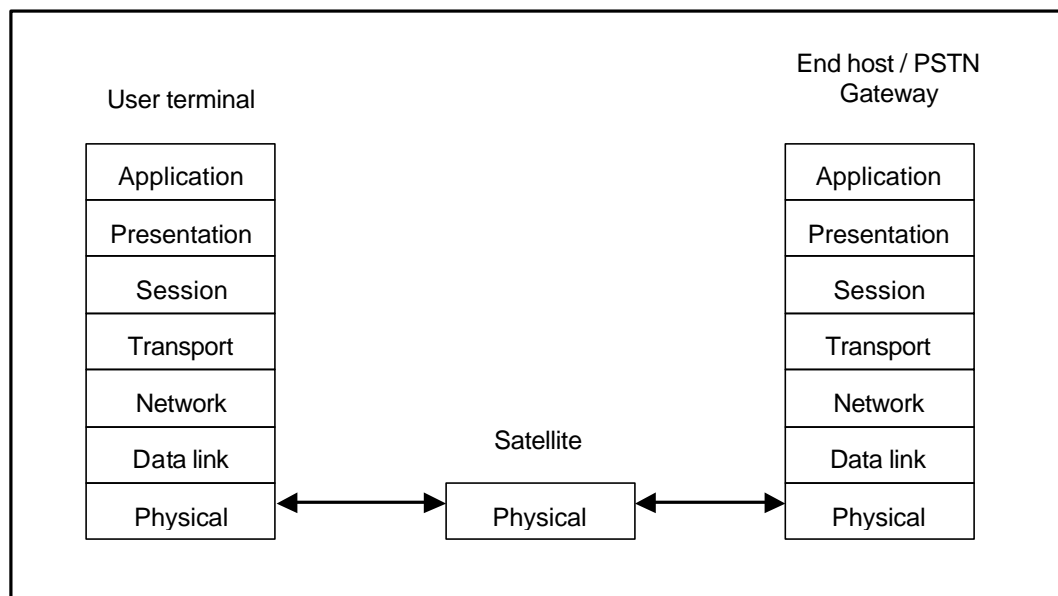 User terminal
End host / PSTN
Gateway
Application
Presentation
Session
Transport
Network
Data link
Physical
Satellite
Physical
Application
Presentation
Session
Transport
Network
Data link
Physical